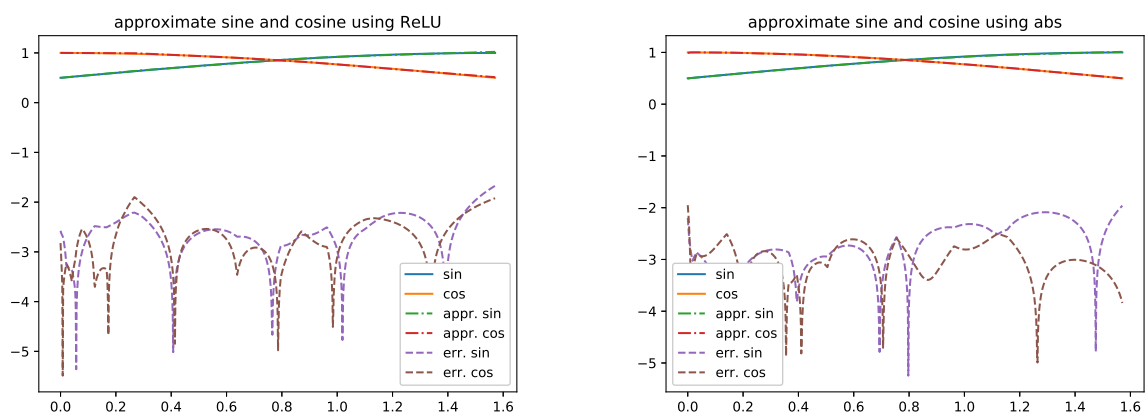 approximate sine and cosine using ReLU
1
0
−1
−2
−3
−4
−5
0.0 0.2 0.4 0.6 0.8 1.0 1.2 1.4 1.6
sin
cos
appr. sin
appr. cos
err. sin
err. cos
approximate sine and cosine using abs
1
0
−1
−2
−3
−4
−5
0.0 0.2 0.4 0.6 0.8 1.0 1.2 1.4 1.6
sin
cos
appr. sin
appr. cos
err. sin
err. cos